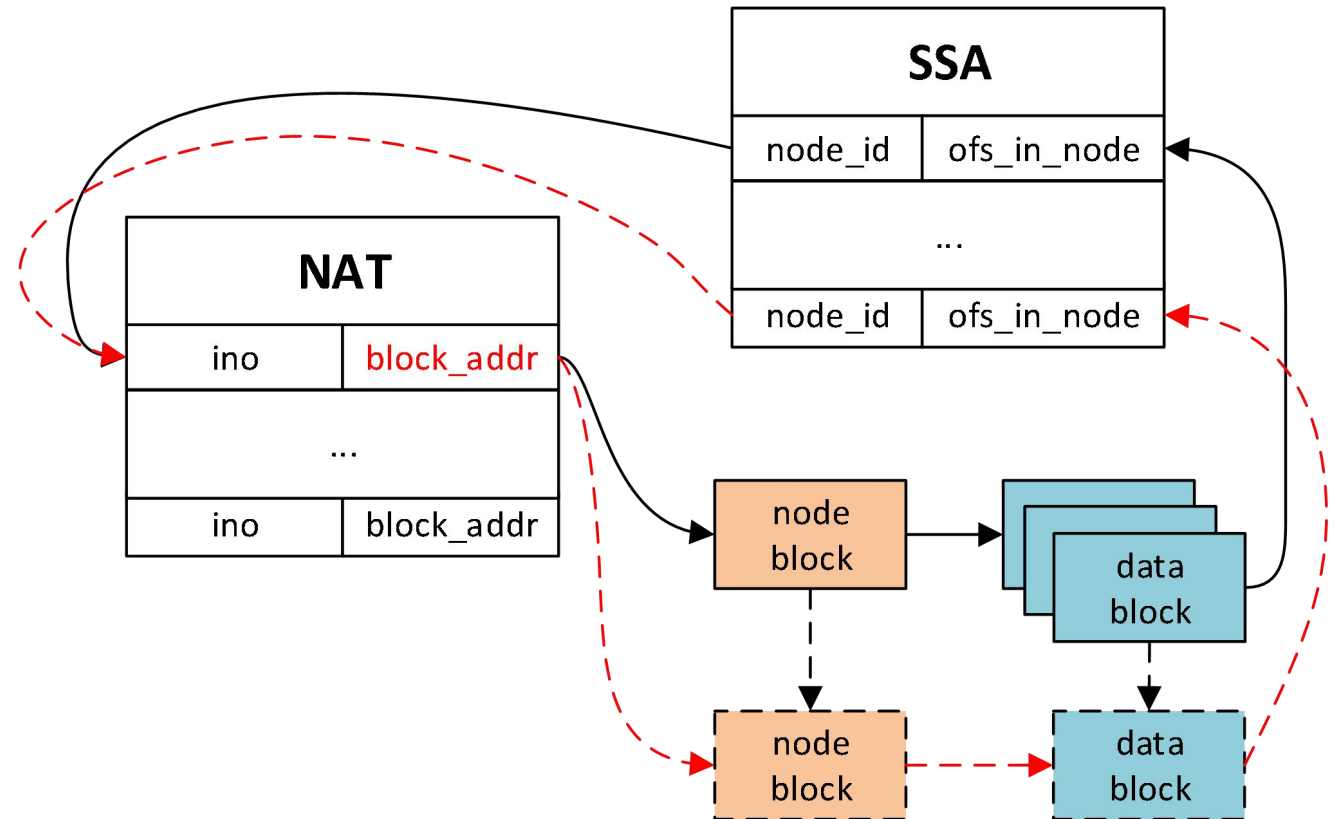 SSA
node_id ofs_in_node
...
node_id ofs_in_node
NAT
ino block_addr
...
ino block_addr
node
block
data
block
node
block
data
block